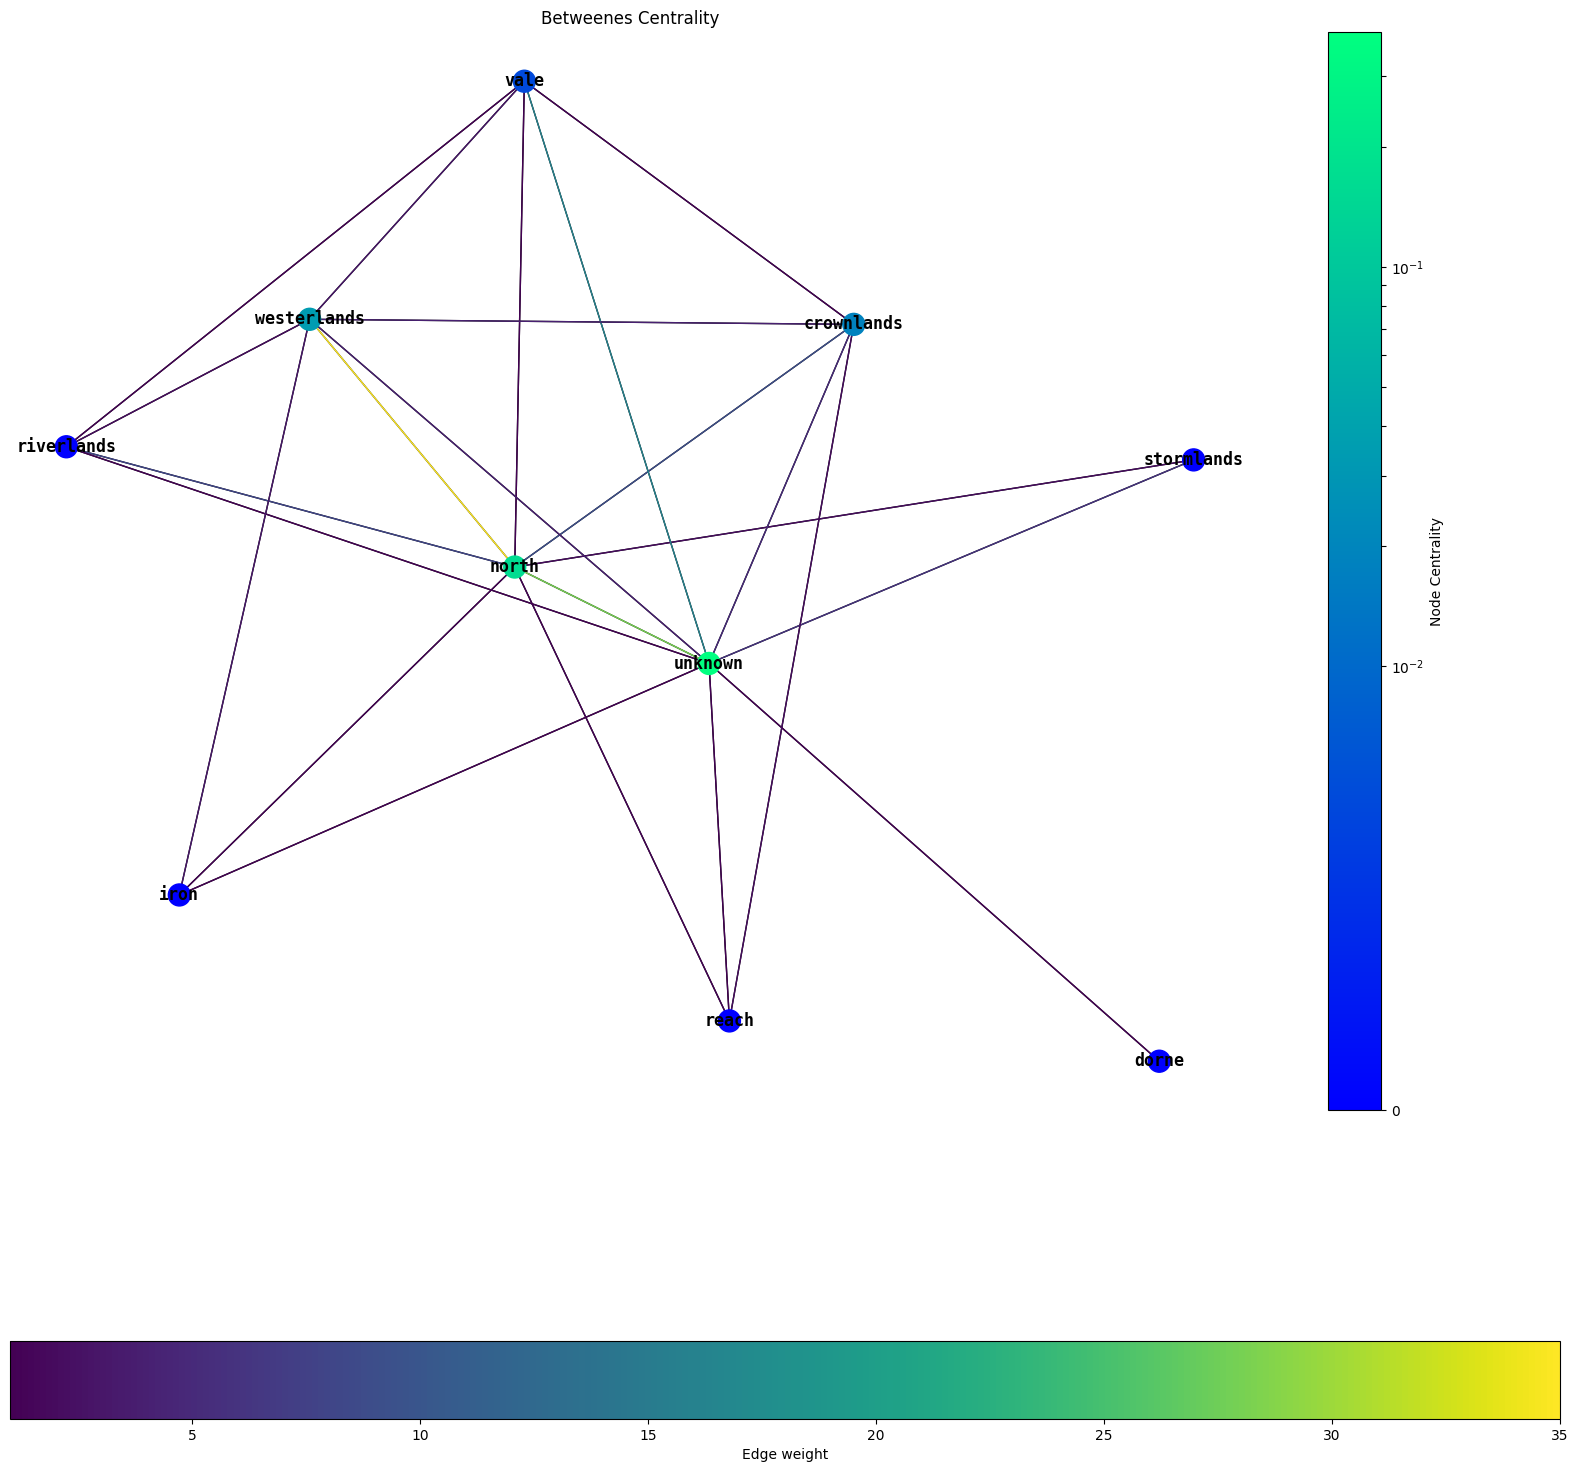 Betweenes Centrality
vale
westerlands
crownlands
riverlands
stormlands
north
unknown
iron
reach
dorne
10⁻¹
10⁻²
0
Node Centrality
5 10 15 20 25 30 35
Edge weight